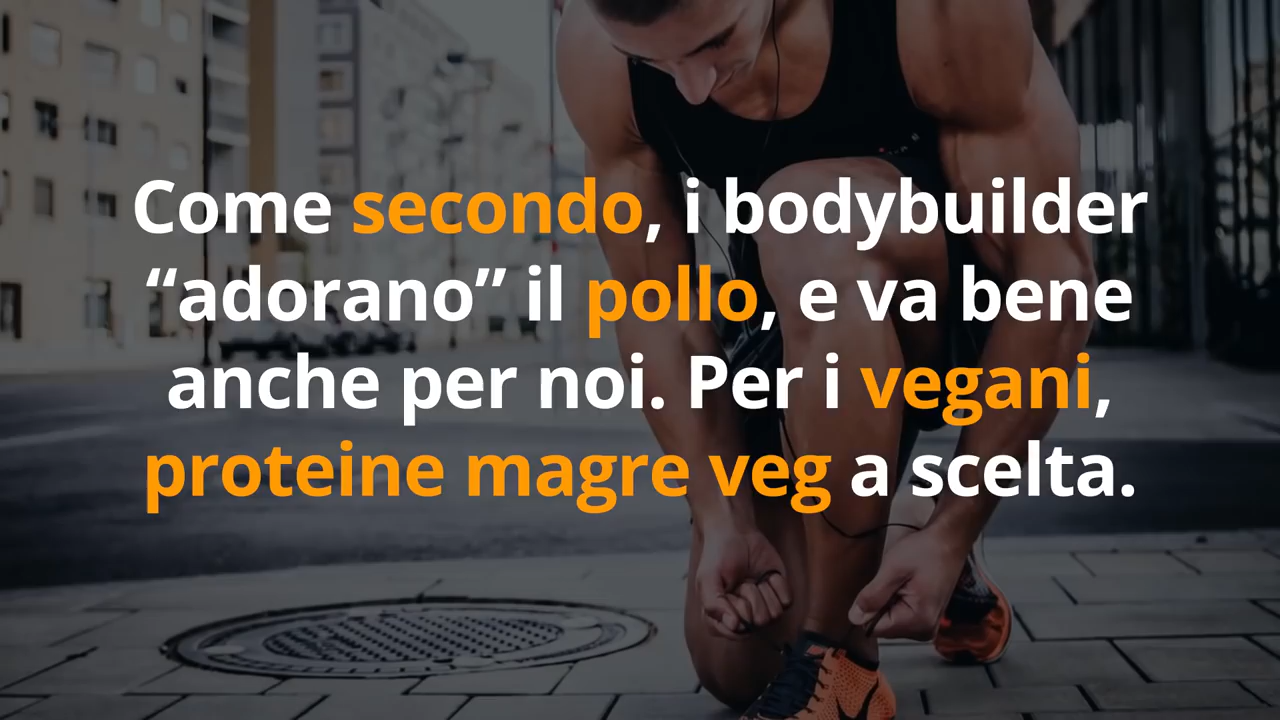 Come secondo, i bodybuilder
“adorano” il pollo, e va bene
anche per noi. Per i vegani,
proteine magre veg a scelta.